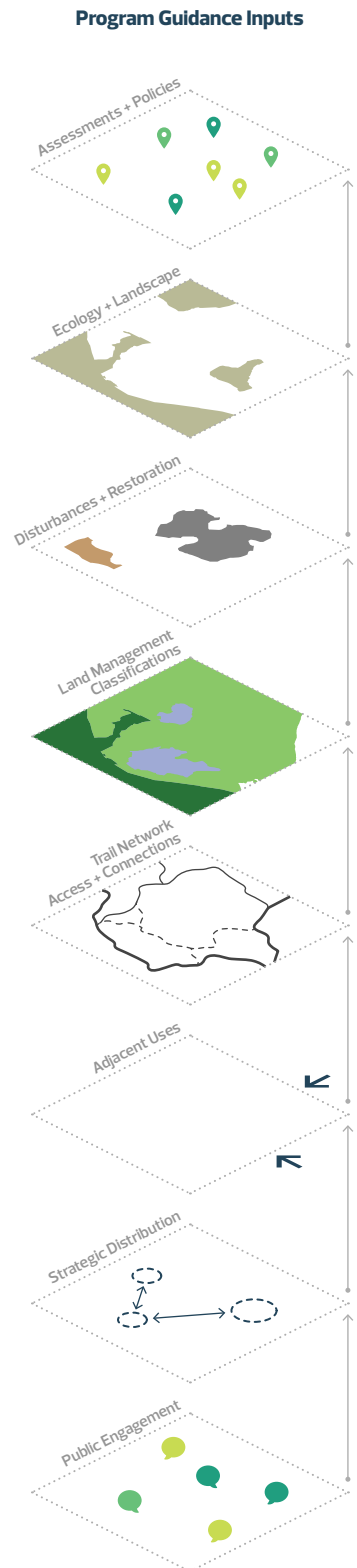 Program Guidance Inputs
Assessments + Policies
Ecology + Landscape
Disturbances + Restoration
Land Management
Classifications
Trail Network
Access + Connections
Adjacent Uses
Strategic Distribution
Public Engagement